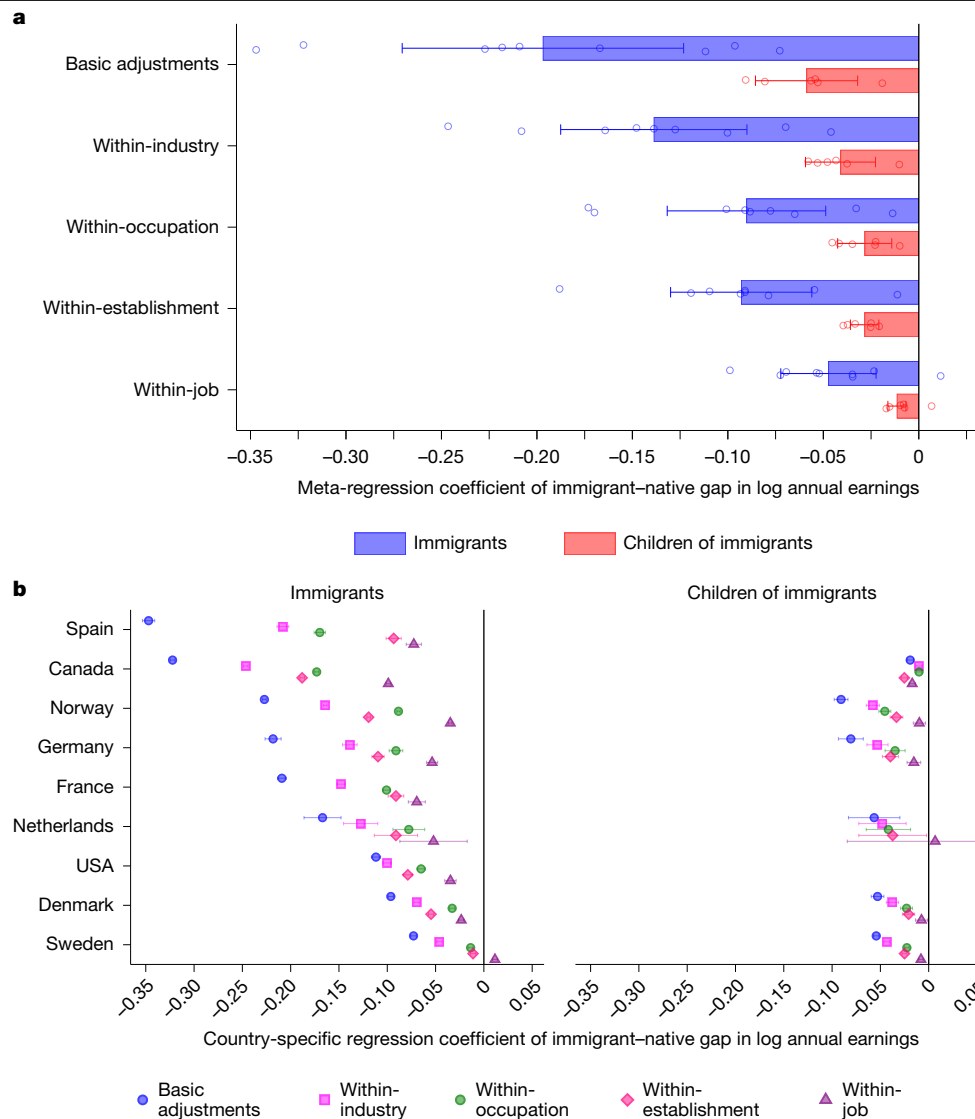 a
Basic adjustments
Within-industry
Within-occupation
Within-establishment
Within-job
−0.35 −0.30 −0.25 −0.20 −0.15 −0.10 −0.05 0
Meta-regression coefficient of immigrant–native gap in log annual earnings
Immigrants Children of immigrants
b
Immigrants Children of immigrants
Spain
Canada
Norway
Germany
France
Netherlands
USA
Denmark
Sweden
−0.35 −0.30 −0.25 −0.20 −0.15 −0.10 −0.05 0 0.05 −0.35 −0.30 −0.25 −0.20 −0.15 −0.10 −0.05 0 0.05
Country-specific regression coefficient of immigrant–native gap in log annual earnings
Basic Within- Within- Within- Within-
adjustments industry occupation establishment job